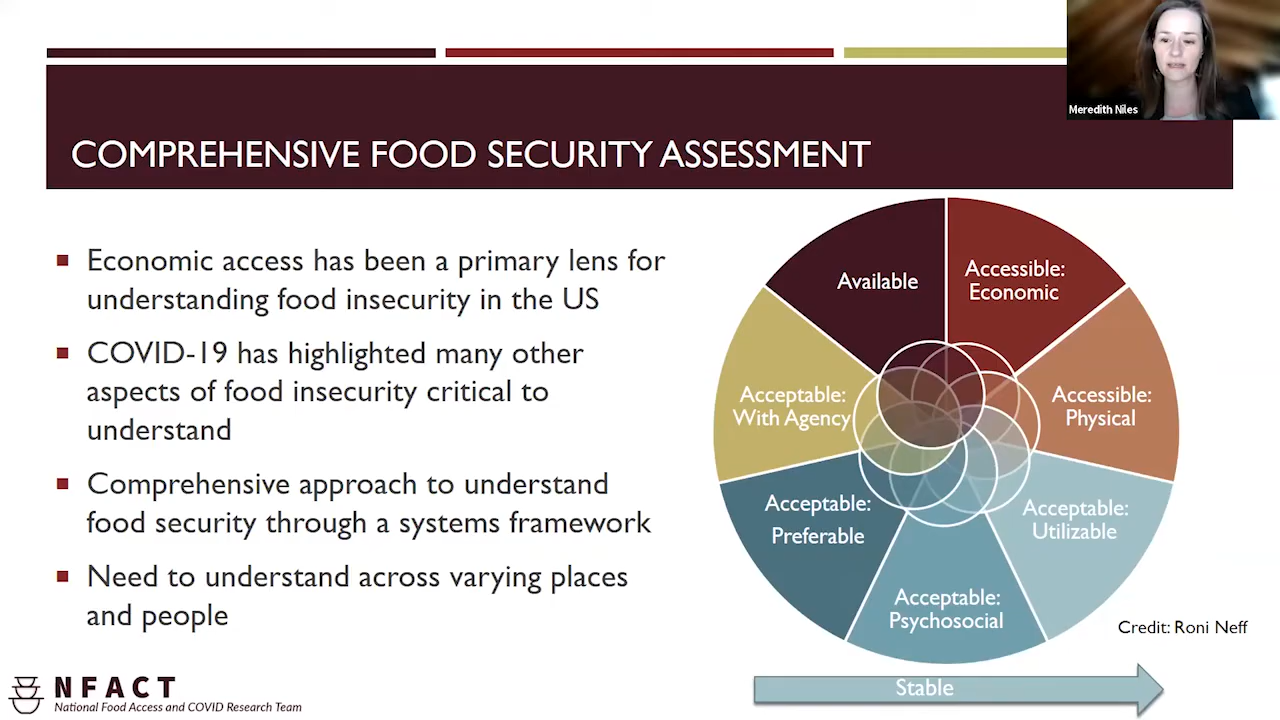 Meredith Niles
COMPREHENSIVE FOOD SECURITY ASSESSMENT
Economic access has been a primary lens for
understanding food insecurity in the US
COVID-19 has highlighted many other
aspects of food insecurity critical to
understand
Comprehensive approach to understand
food security through a systems framework
Need to understand across varying places
and people
Available
Accessible:
Economic
Accessible:
Physical
Acceptable:
Utilizable
Acceptable:
Psychosocial
Acceptable:
Preferable
Acceptable:
With Agency
Credit: Roni Neff
Stable
NFACT
National Food Access and COVID Research Team